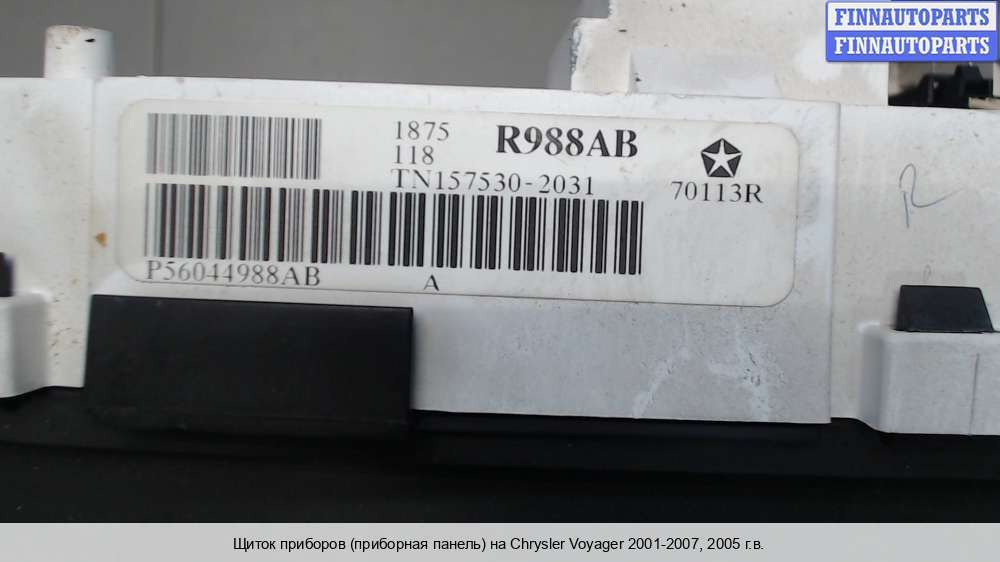 FINNAUTOPARTS
FINNAUTOPARTS
1875 R988AB
118
TN157530-2031
70113R
P56044988AB A
R
Щиток приборов (приборная панель) на Chrysler Voyager 2001-2007, 2005 г.в.